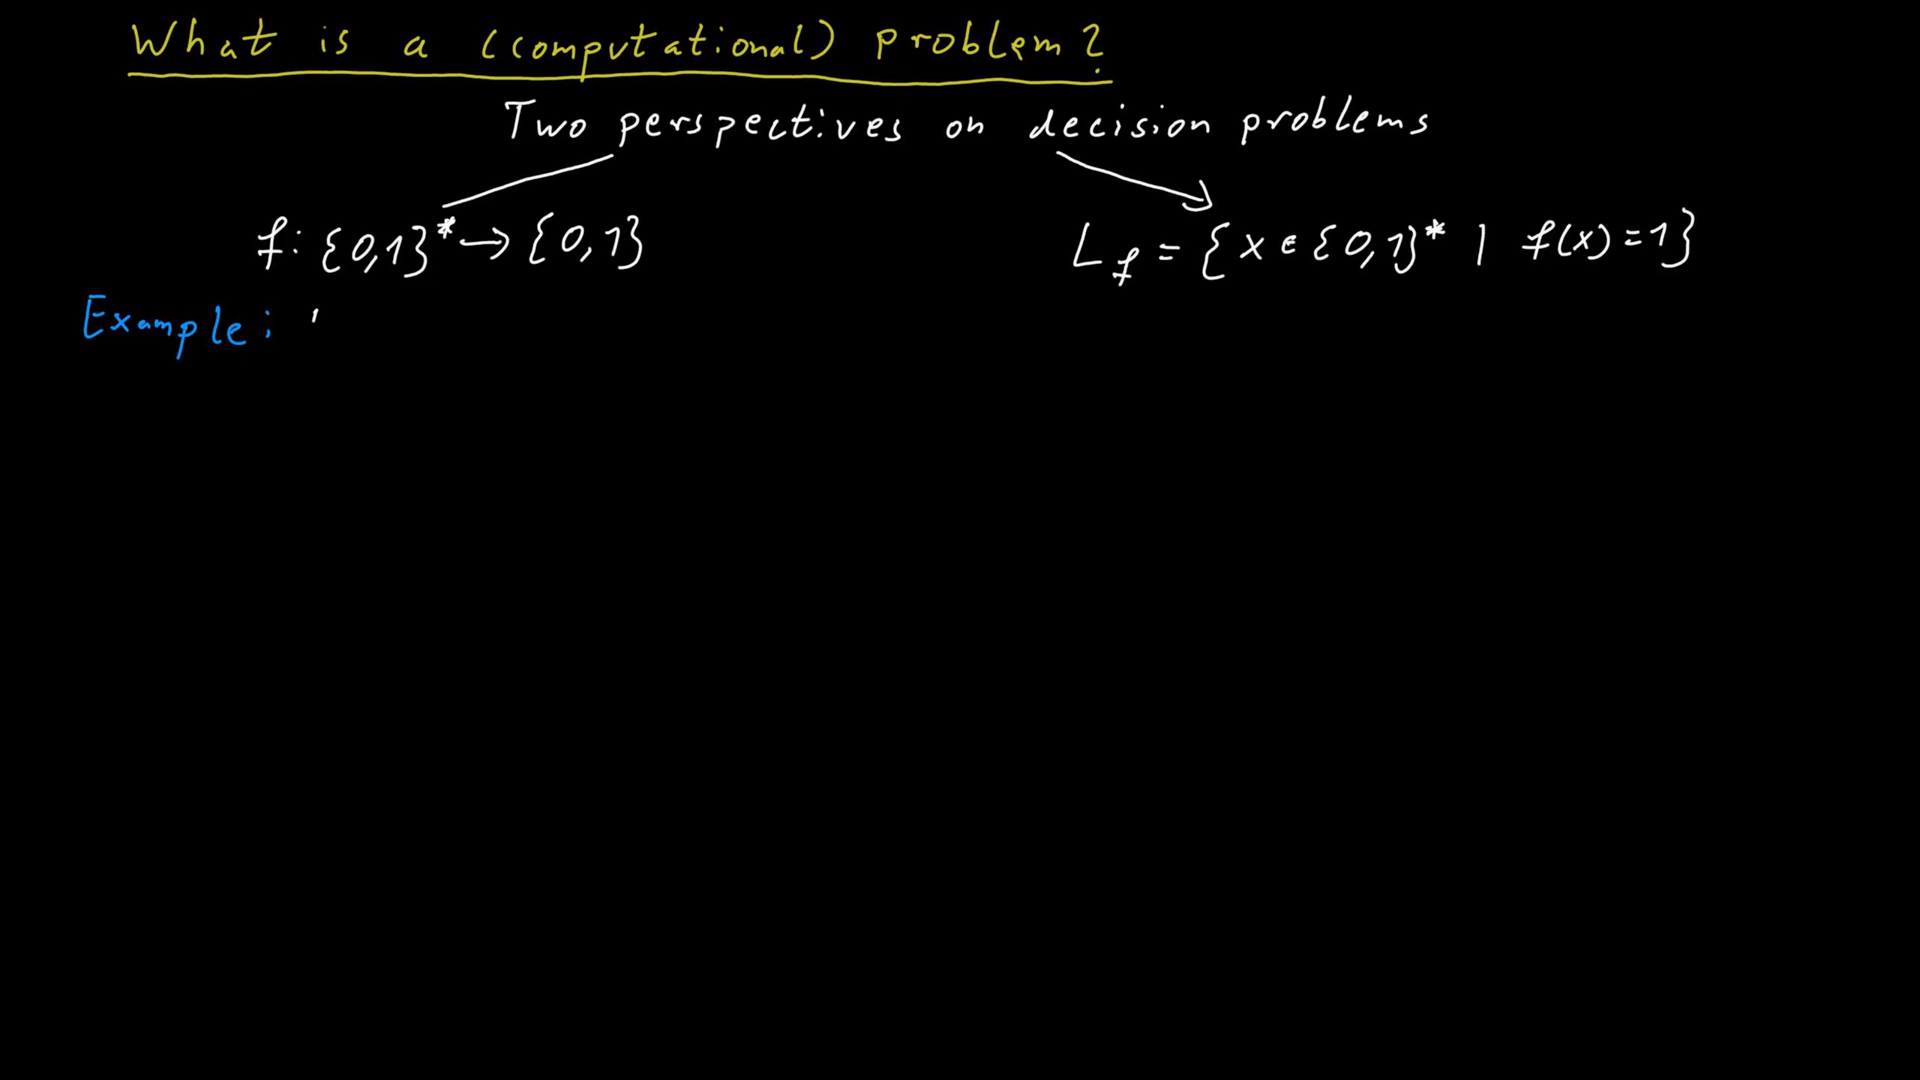 What is a (computational) problem?
Two perspectives on decision problems
f: {0,1}* → {0,1}
L_f = {x ∈ {0,1}* | f(x) = 1}
Example: